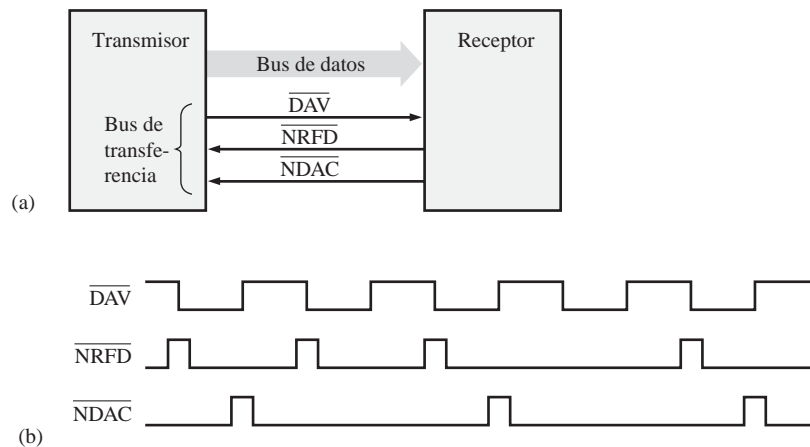 Transmisor
Receptor
Bus de datos
DAV
NRFD
NDAC
Bus de
transfe-
rencia
(a)
DAV
NRFD
NDAC
(b)